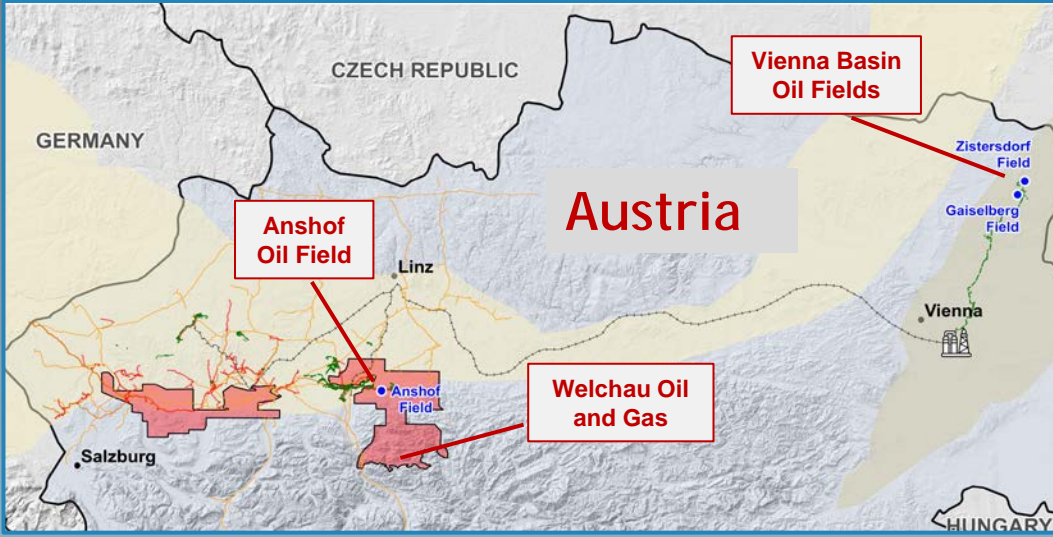 CZECH REPUBLIC
Vienna Basin
Oil Fields
GERMANY
Zistersdorf
Field
Austria
Gaiselberg
Field
Anshof
Oil Field
Linz
Vienna
Anshof
Field
Welchau Oil
and Gas
Salzburg
HUNGARY